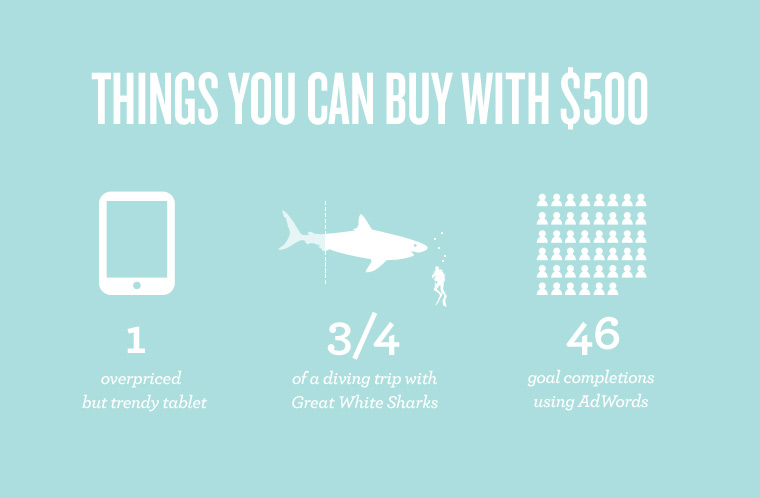 THINGS YOU CAN BUY WITH $500
1
overpriced
but trendy tablet
3/4
of a diving trip with
Great White Sharks
46
goal completions
using AdWords